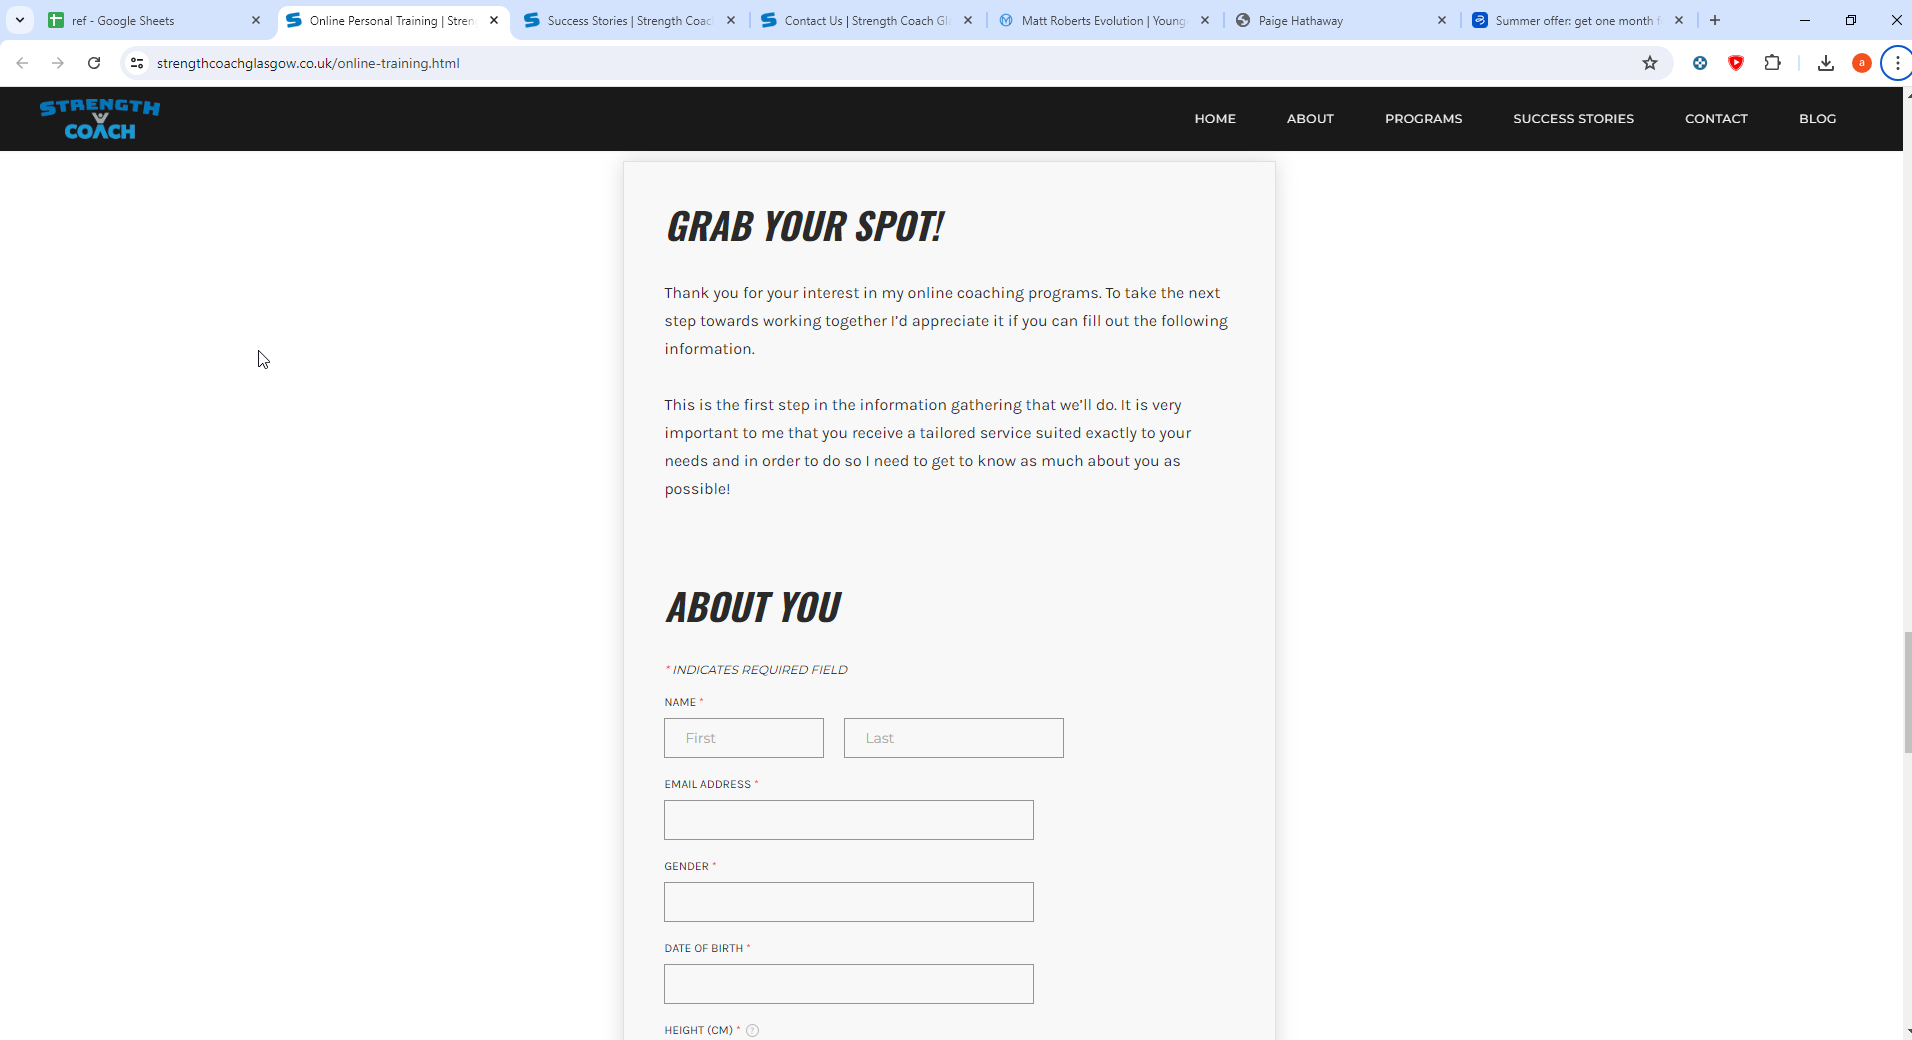 ref - Google Sheets
Online Personal Training | Stren
Success Stories | Strength Coac
Contact Us | Strength Coach Gl
Matt Roberts Evolution | Young
Paige Hathaway
Summer offer: get one month f
strengthcoachglasgow.co.uk/online-training.html
a
STRENGTH
COACH
HOME
ABOUT
PROGRAMS
SUCCESS STORIES
CONTACT
BLOG
GRAB YOUR SPOT!
Thank you for your interest in my online coaching programs. To take the next
step towards working together I'd appreciate it if you can fill out the following
information.
This is the first step in the information gathering that we'll do. It is very
important to me that you receive a tailored service suited exactly to your
needs and in order to do so I need to get to know as much about you as
possible!
ABOUT YOU
* INDICATES REQUIRED FIELD
NAME *
First
Last
EMAIL ADDRESS *
GENDER *
DATE OF BIRTH *
HEIGHT (CM) * ?